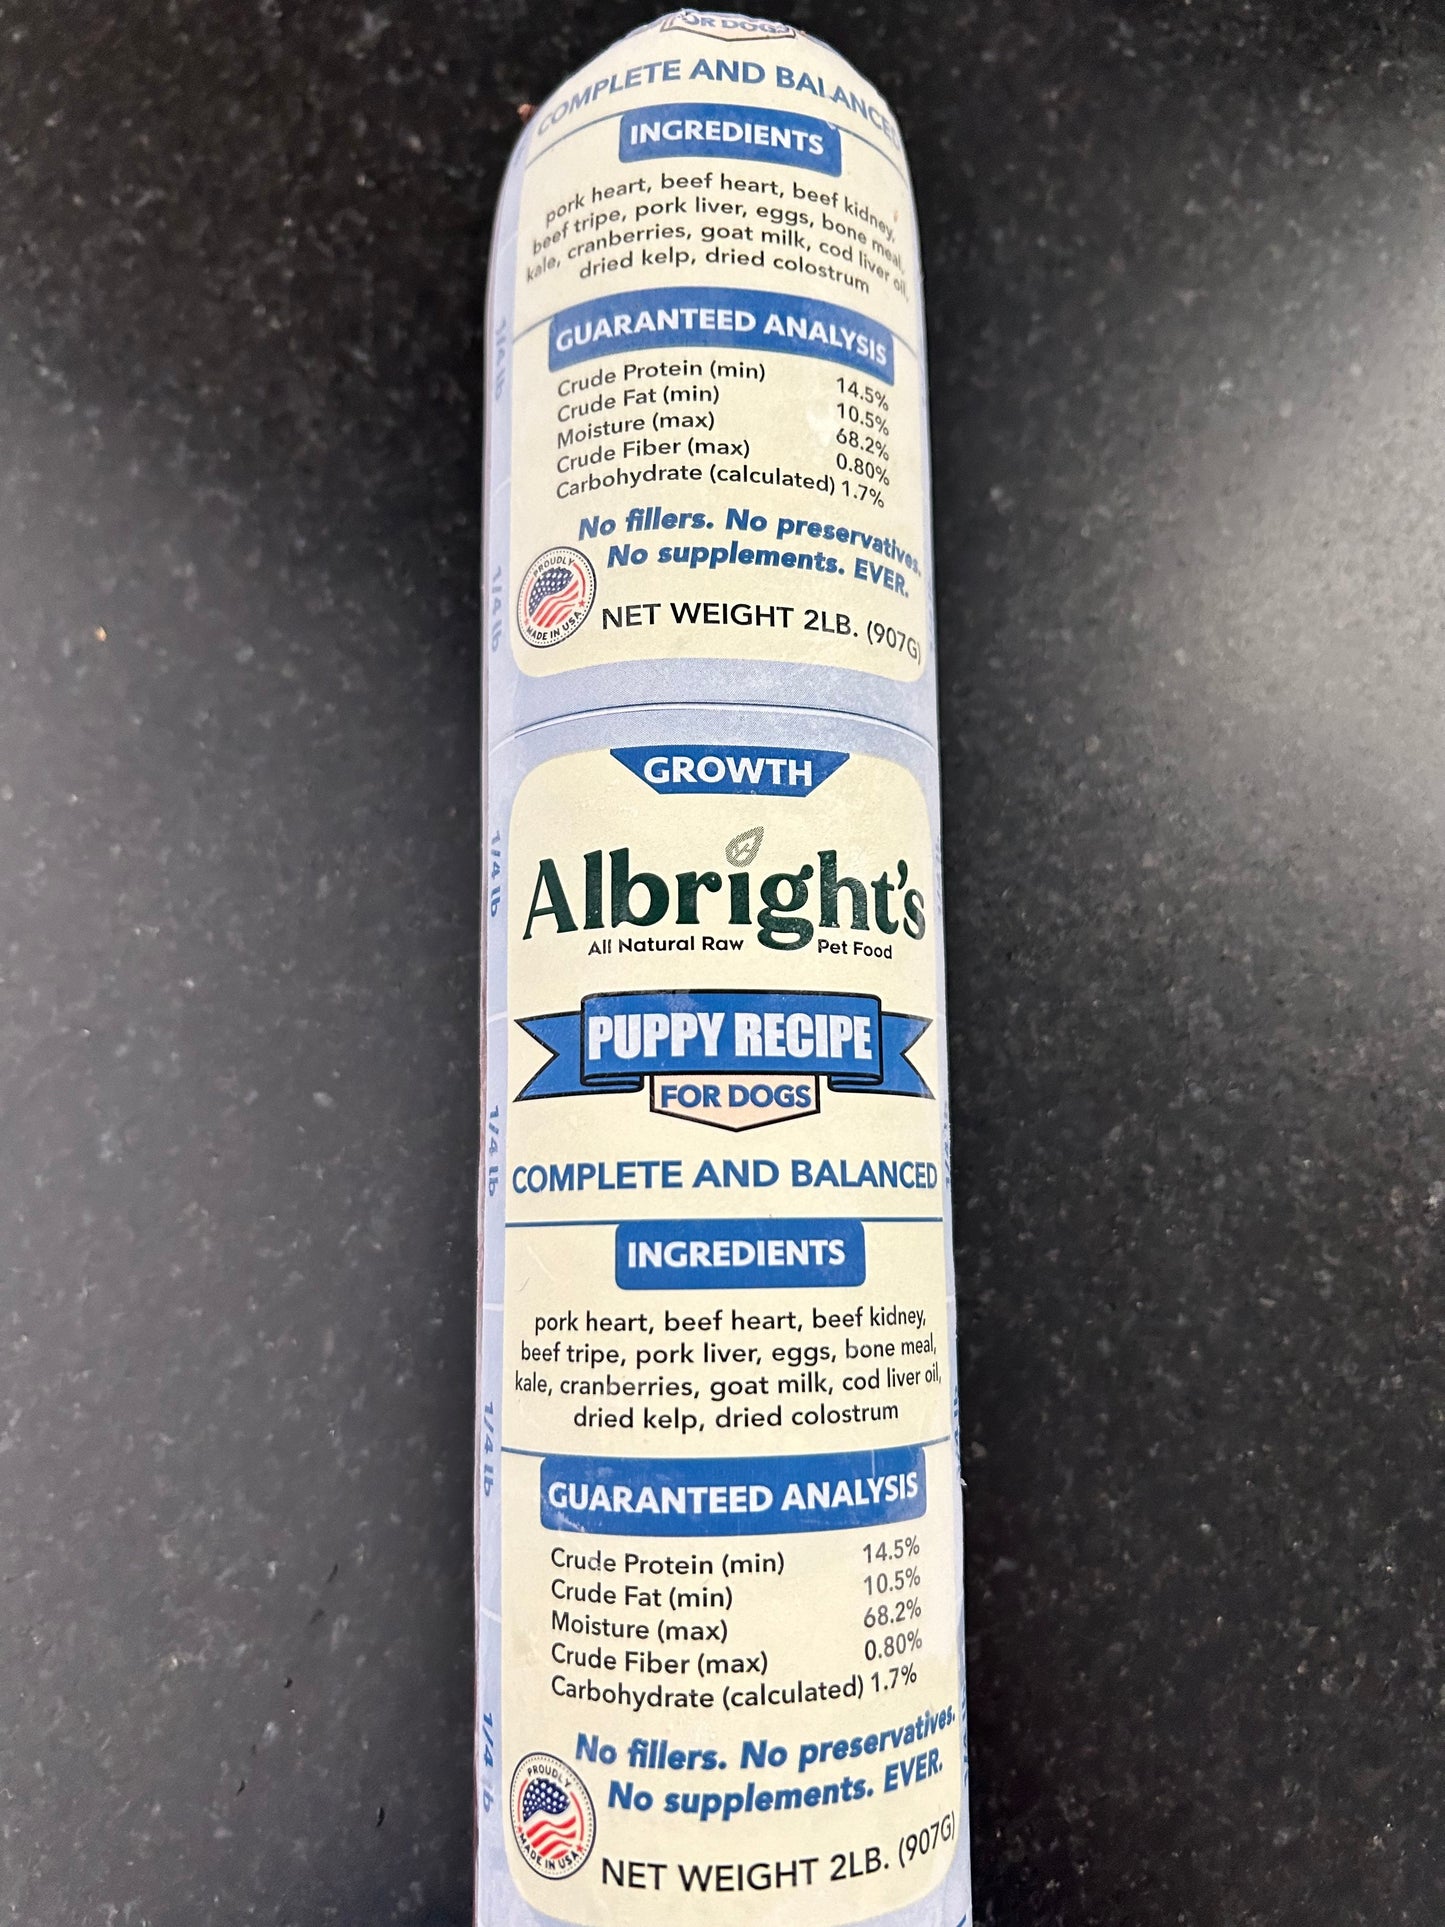 FOR DOGS
COMPLETE AND BALANCED
INGREDIENTS
pork heart, beef heart, beef kidney,
beef tripe, pork liver, eggs, bone meal,
kale, cranberries, goat milk, cod liver oil,
dried kelp, dried colostrum
GUARANTEED ANALYSIS
Crude Protein (min) 14.5%
Crude Fat (min) 10.5%
Moisture (max) 68.2%
Crude Fiber (max) 0.80%
Carbohydrate (calculated) 1.7%
No fillers. No preservatives.
No supplements. EVER.
PROUDLY
MADE IN USA
NET WEIGHT 2LB. (907G)
GROWTH
Albright's
All Natural Raw Pet Food
PUPPY RECIPE
FOR DOGS
COMPLETE AND BALANCED
INGREDIENTS
pork heart, beef heart, beef kidney,
beef tripe, pork liver, eggs, bone meal,
kale, cranberries, goat milk, cod liver oil,
dried kelp, dried colostrum
GUARANTEED ANALYSIS
Crude Protein (min) 14.5%
Crude Fat (min) 10.5%
Moisture (max) 68.2%
Crude Fiber (max) 0.80%
Carbohydrate (calculated) 1.7%
No fillers. No preservatives.
No supplements. EVER.
PROUDLY
MADE IN USA
NET WEIGHT 2LB. (907G)
1/4 lb
1/4 lb
1/4 lb
1/4 lb
1/4 lb
1/4 lb